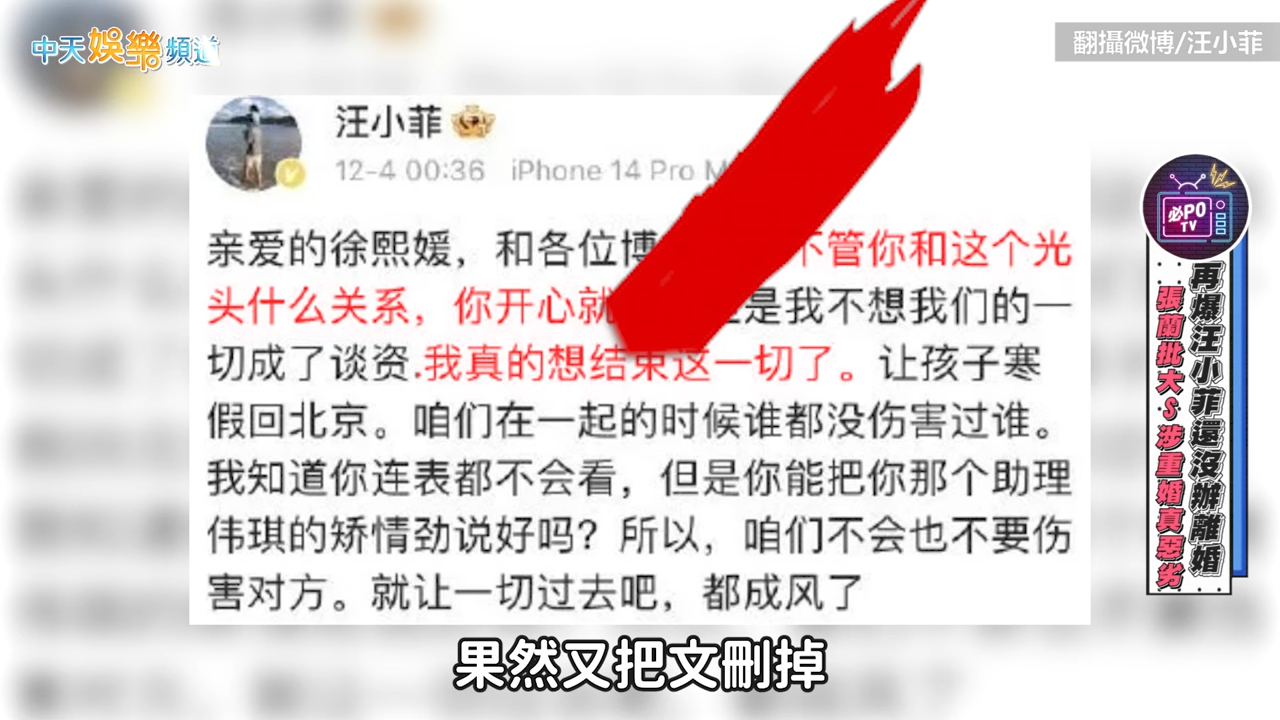 中天娛樂頻道
翻攝微博/汪小菲
汪小菲
12-4 00:36 iPhone 14 Pro M
亲爱的徐熙媛，和各位博 不管你和这个光
头什么关系，你开心就 是我不想我们的一
切成了谈资.我真的想结束这一切了。让孩子寒
假回北京。咱们在一起的时候谁都没伤害过谁。
我知道你连表都不会看，但是你能把你那个助理
伟琪的矫情劲说好吗？所以，咱们不会也不要伤
害对方。就让一切过去吧，都成风了
必PO
TV
再爆汪小菲還沒辦離婚
張蘭批大S涉重婚真惡劣
果然又把文刪掉